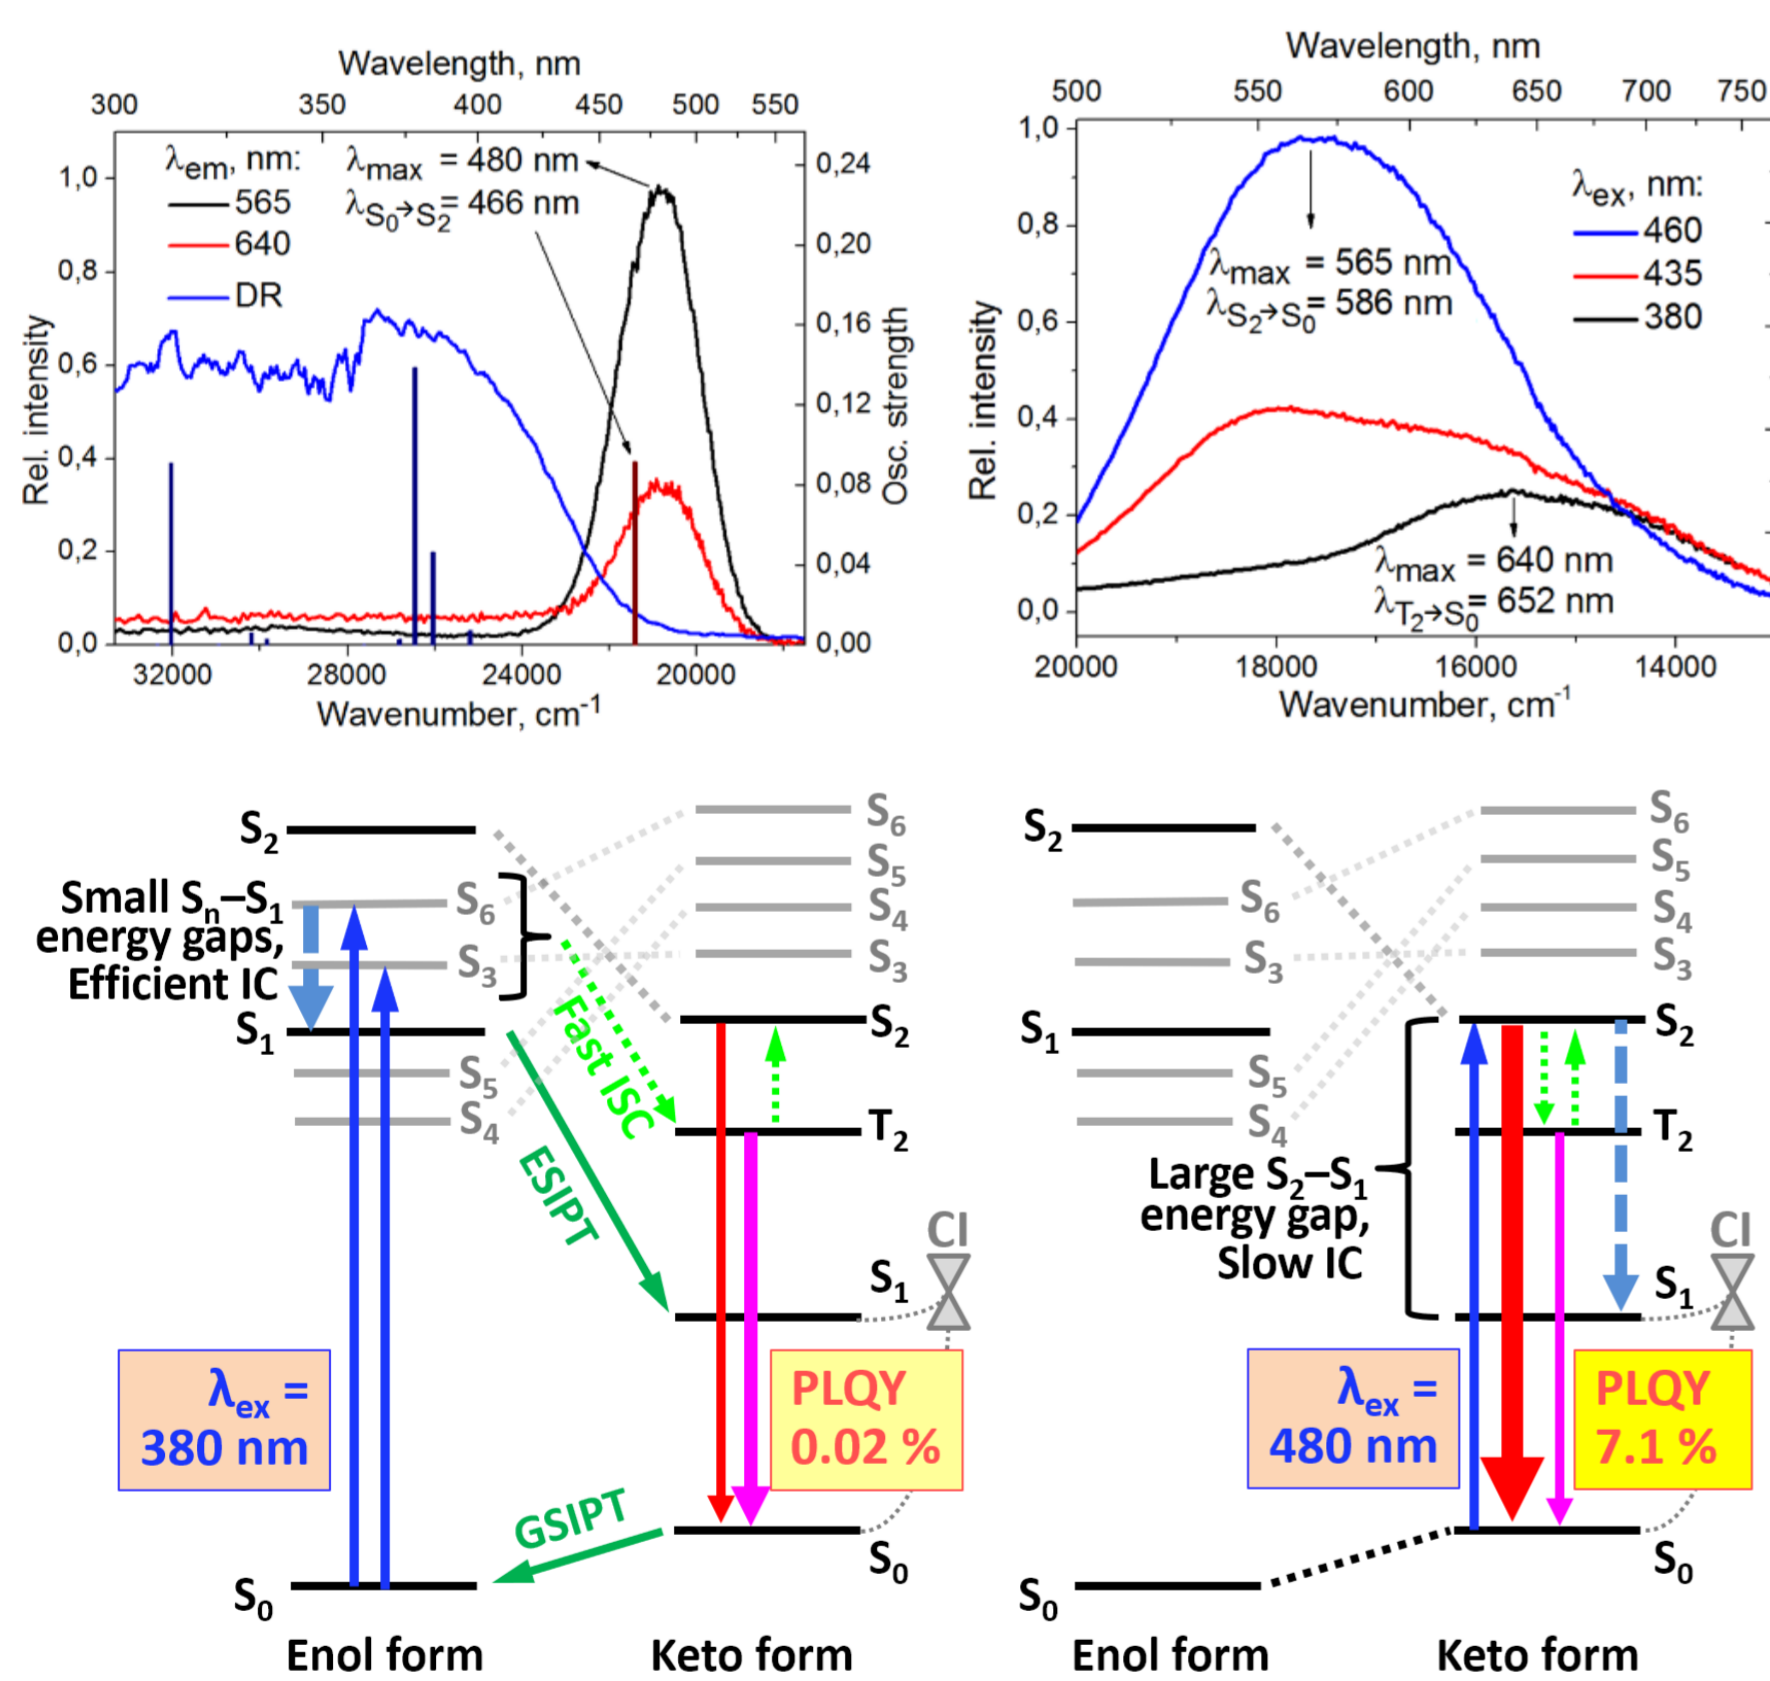 Wavelength, nm
300 350 400 450 500 550
λem, nm:
565
640
DR
λmax = 480 nm
λS0→S2 = 466 nm
Rel. intensity
1,0
0,8
0,6
0,4
0,2
0,0
Osc. strength
0,24
0,20
0,16
0,12
0,08
0,04
0,00
32000 28000 24000 20000
Wavenumber, cm-1
Wavelength, nm
500 550 600 650 700 750
λex, nm:
460
435
380
λmax = 565 nm
λS2→S0 = 586 nm
λmax = 640 nm
λT2→S0 = 652 nm
Rel. intensity
1,0
0,8
0,6
0,4
0,2
0,0
20000 18000 16000 14000
Wavenumber, cm-1
S2
Small Sn–S1
energy gaps,
Efficient IC
S6
S3
S1
S5
S4
S0
Fast ISC
ESIPT
GSIPT
S6
S5
S4
S3
S2
T2
S1
CI
S0
λex =
380 nm
PLQY
0.02 %
Enol form
Keto form
S2
S6
S3
S1
S5
S4
S0
Large S2–S1
energy gap,
Slow IC
S6
S5
S4
S3
S2
T2
S1
CI
S0
λex =
480 nm
PLQY
7.1 %
Enol form
Keto form